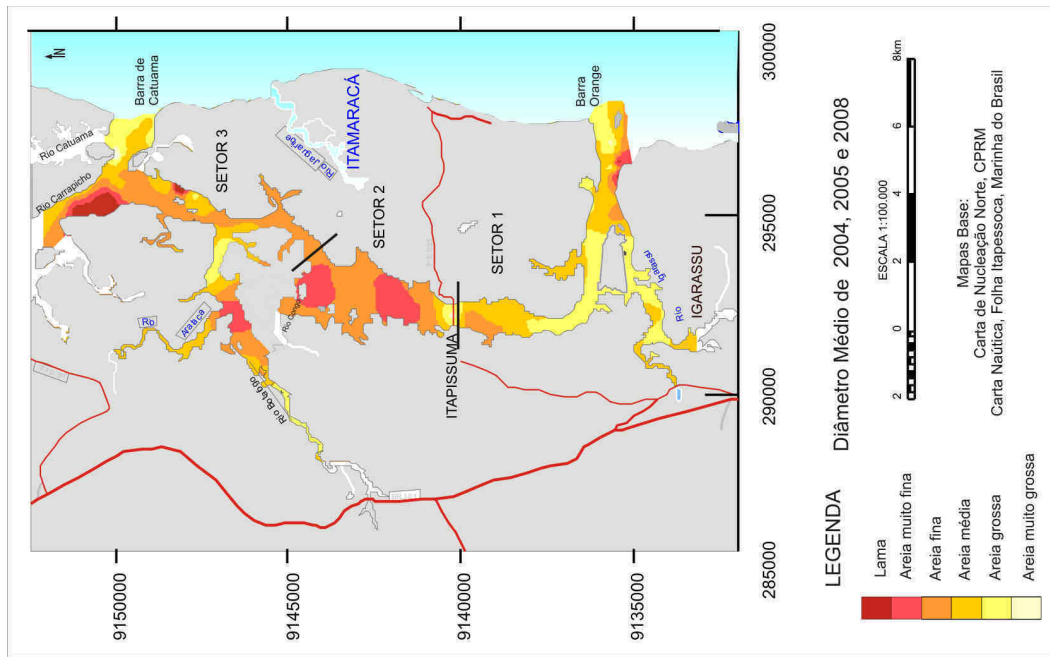 N
Rio Catuama
Barra de
Catuama
Rio Carrapicho
SETOR 3
Rio Jaguaribe
ITAMARACÁ
SETOR 2
Rio Congo
Arataca
Rio Botafogo
ITAPISSUMA
SETOR 1
Barra
Orange
Rio
Igarassu
IGARASSU
9150000
9145000
9140000
9135000
285000
290000
295000
300000
LEGENDA
Diâmetro Médio de 2004, 2005 e 2008
Lama
Areia muito fina
Areia fina
Areia média
Areia grossa
Areia muito grossa
2
0
2
4
6
8km
ESCALA 1:100.000
Mapas Base:
Carta de Nucleação Norte, CPRM
Carta Naútica, Folha Itapessoca, Marinha do Brasil